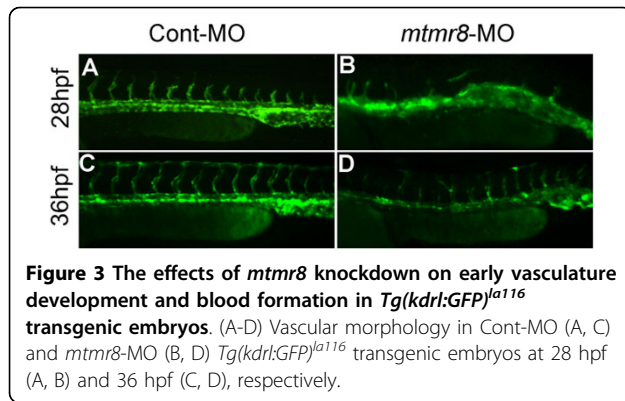 Cont-MO mtmr8-MO
28hpf
A B
36hpf
C D
Figure 3 The effects of mtmr8 knockdown on early vasculature
development and blood formation in Tg(kdrl:GFP)la116
transgenic embryos. (A-D) Vascular morphology in Cont-MO (A, C)
and mtmr8-MO (B, D) Tg(kdrl:GFP)la116 transgenic embryos at 28 hpf
(A, B) and 36 hpf (C, D), respectively.